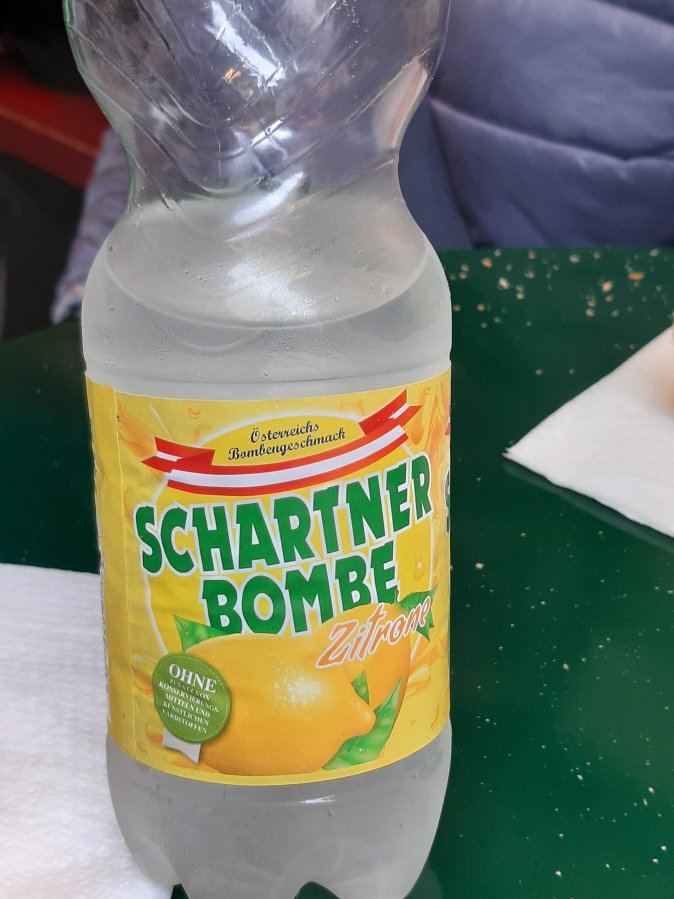 Österreichs
Bombengeschmack
SCHARTNER
BOMBE
Zitrone
OHNE
ZUSATZ VON
KONSERVIERUNGS-
MITTELN UND
KÜNSTLICHEN
FARBSTOFFEN